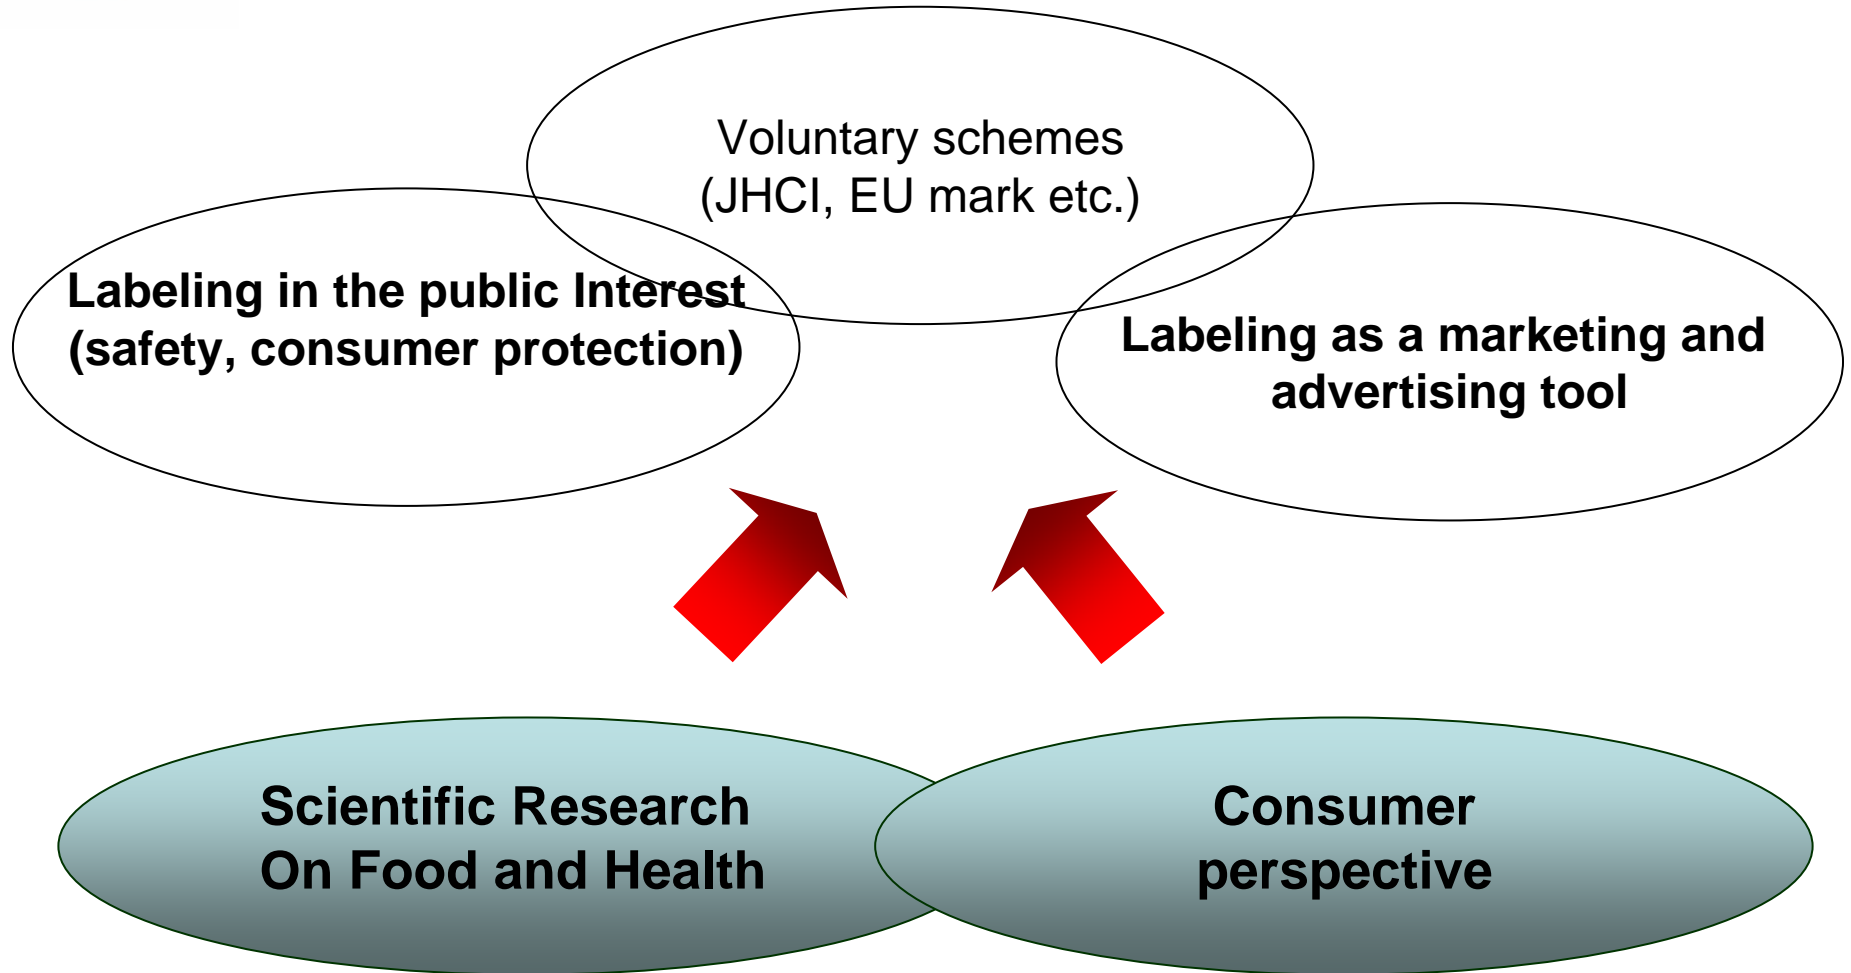 Voluntary schemes
(JHCI, EU mark etc.)
Labeling in the public Interest
(safety, consumer protection)
Labeling as a marketing and
advertising tool
Scientific Research
On Food and Health
Consumer
perspective